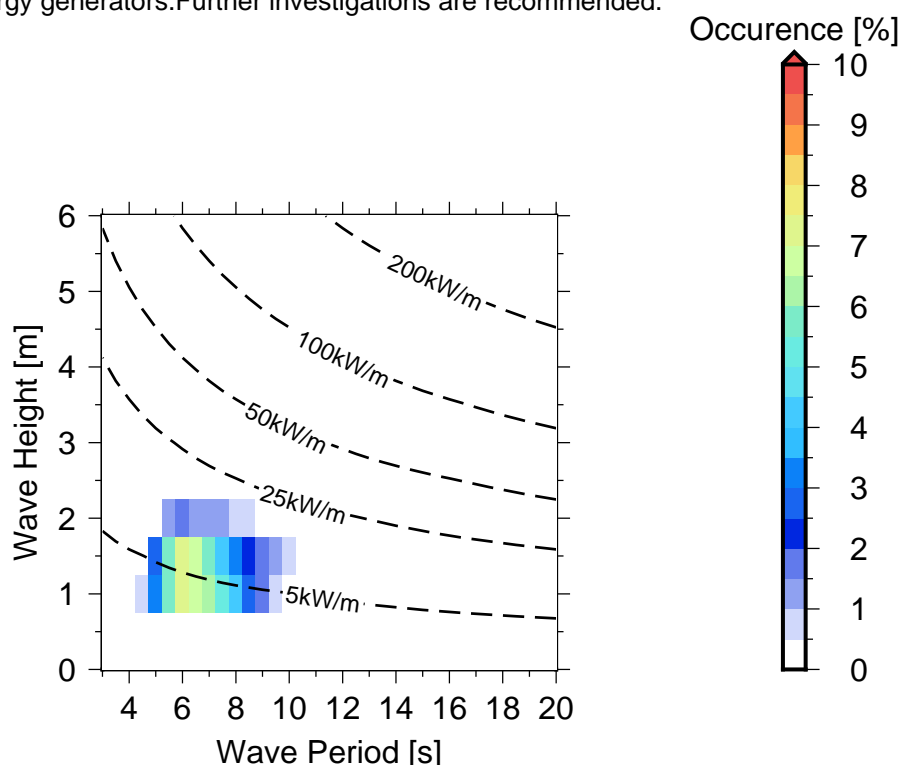 rgy generators.Further investigations are recommended.
Occurence [%]
10
9
8
7
6
5
4
3
2
1
0
6
5
4
3
2
1
0
Wave Height [m]
200kW/m
100kW/m
50kW/m
25kW/m
5kW/m
4 6 8 10 12 14 16 18 20
Wave Period [s]